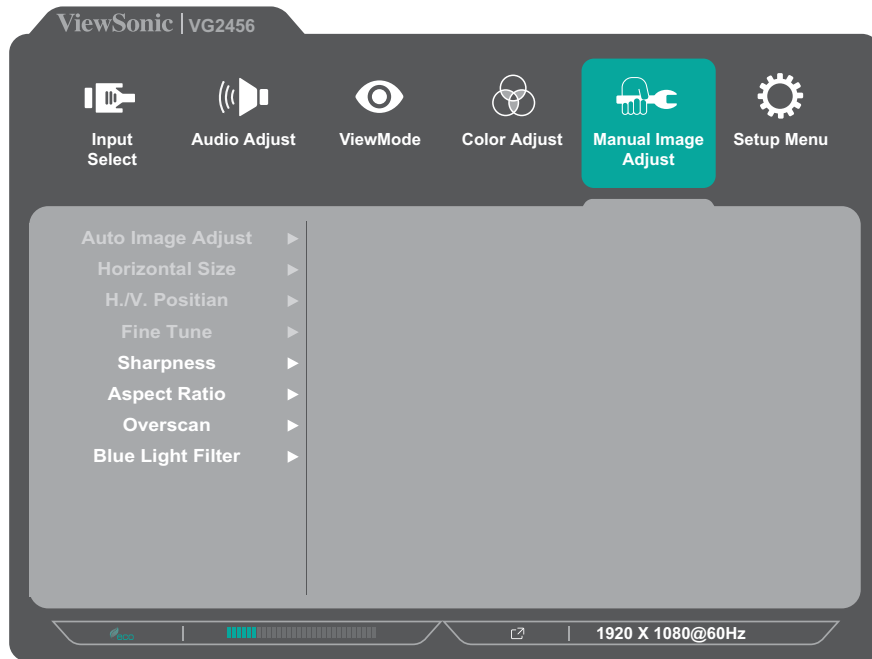 ViewSonic | VG2456
Input Select
Audio Adjust
ViewMode
Color Adjust
Manual Image Adjust
Setup Menu
Auto Image Adjust
Horizontal Size
H./V. Positian
Fine Tune
Sharpness
Aspect Ratio
Overscan
Blue Light Filter
eco
1920 X 1080@60Hz